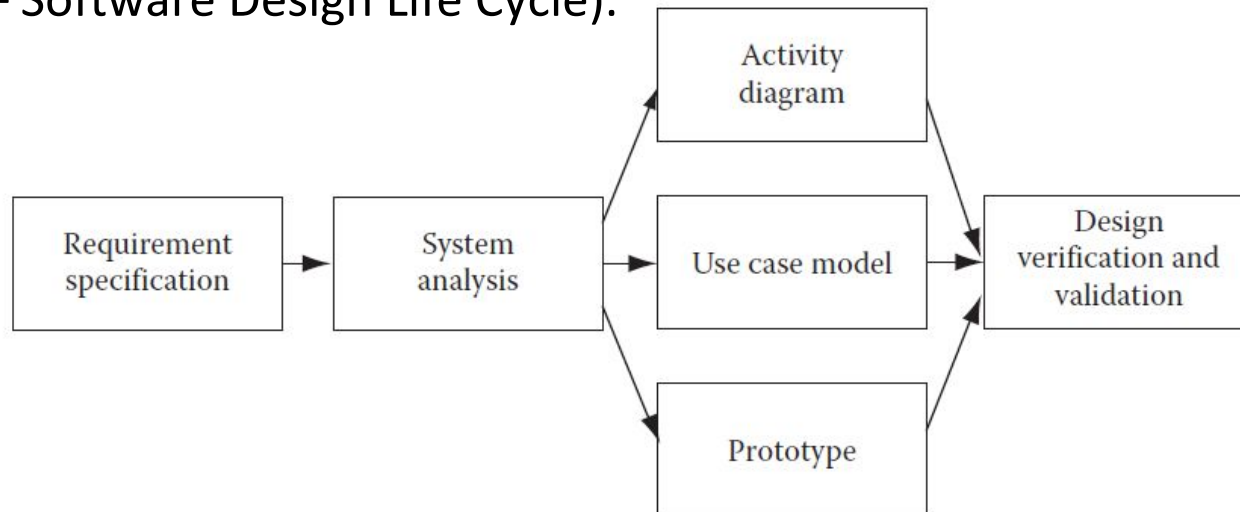 - Software Design Life Cycle):
Activity
diagram
Requirement
specification
System
analysis
Use case model
Design
verification and
validation
Prototype